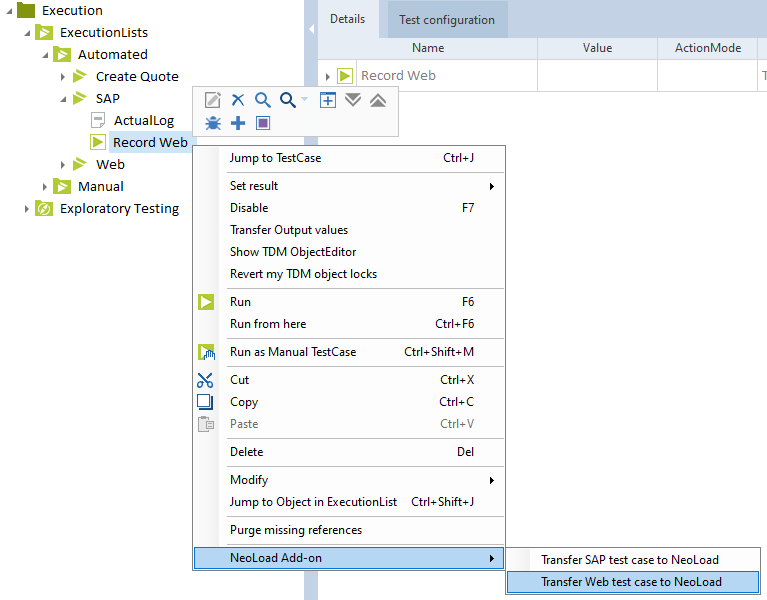 Execution
ExecutionLists
Automated
Create Quote
SAP
ActualLog
Record Web
Web
Manual
Exploratory Testing
Details
Test configuration
Name
Value
ActionMode
Record Web
T
Jump to TestCase Ctrl+J
Set result
Disable F7
Transfer Output values
Show TDM ObjectEditor
Revert my TDM object locks
Run F6
Run from here Ctrl+F6
Run as Manual TestCase Ctrl+Shift+M
Cut Ctrl+X
Copy Ctrl+C
Paste Ctrl+V
Delete Del
Modify
Jump to Object in ExecutionList Ctrl+Shift+J
Purge missing references
NeoLoad Add-on
Transfer SAP test case to NeoLoad
Transfer Web test case to NeoLoad